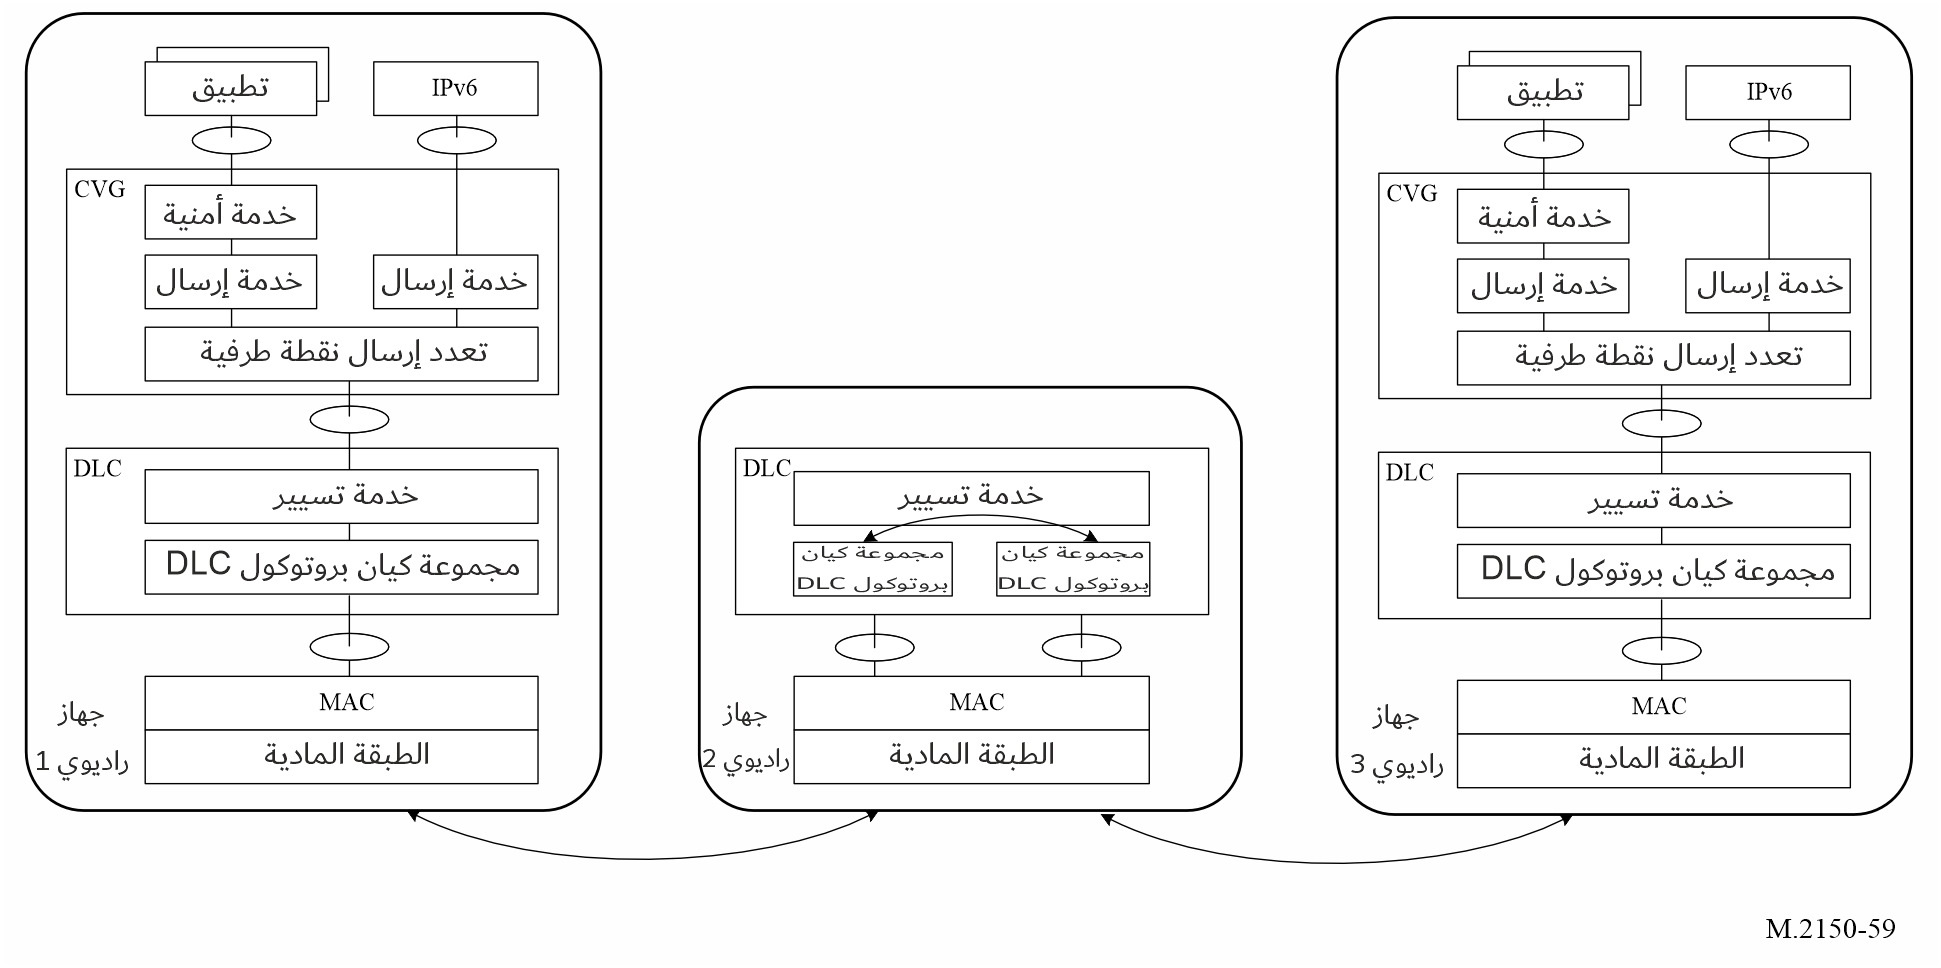 تطبيق
IPv6
CVG
خدمة أمنية
خدمة إرسال
خدمة إرسال
تعدد إرسال نقطة طرفية
DLC
خدمة تسيير
مجموعة كيان بروتوكول DLC
MAC
الطبقة المادية
جهاز
راديوي 1
DLC
خدمة تسيير
مجموعة كيان
بروتوكول DLC
مجموعة كيان
بروتوكول DLC
MAC
الطبقة المادية
جهاز
راديوي 2
تطبيق
IPv6
CVG
خدمة أمنية
خدمة إرسال
خدمة إرسال
تعدد إرسال نقطة طرفية
DLC
خدمة تسيير
مجموعة كيان بروتوكول DLC
MAC
الطبقة المادية
جهاز
راديوي 3
M.2150-59